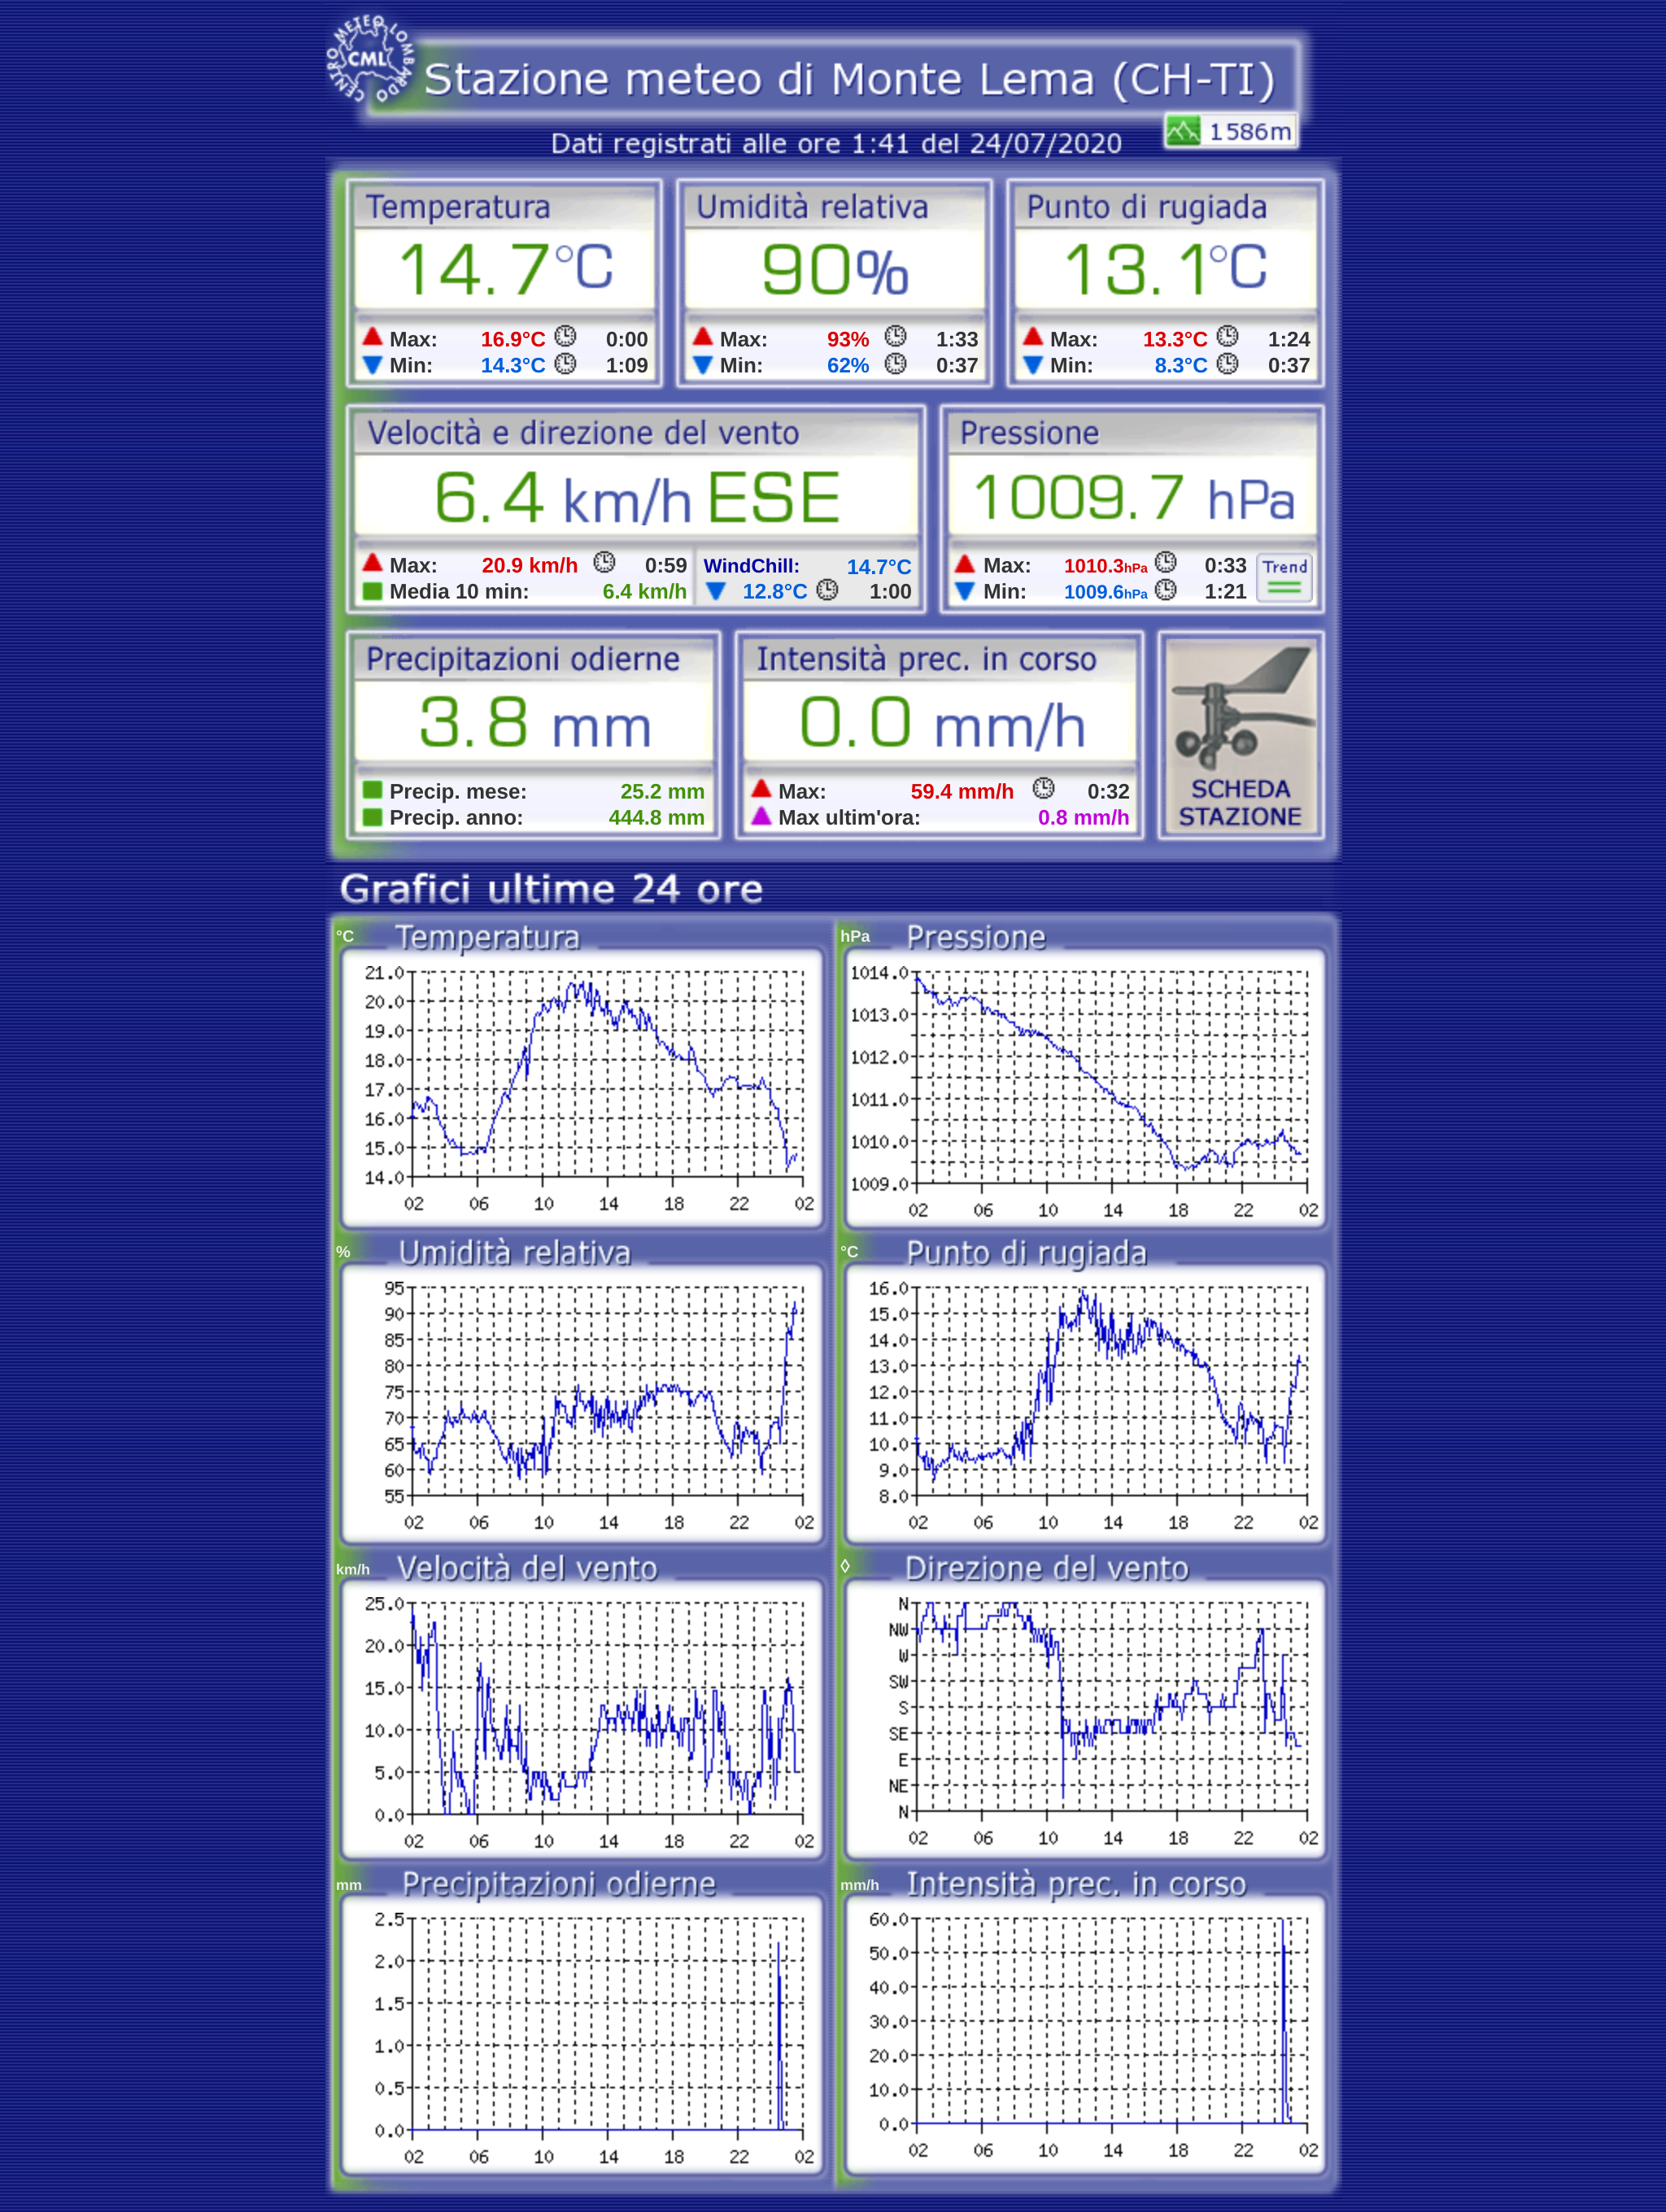 CENTRO METEO LOMBARDO
CML
Stazione meteo di Monte Lema (CH-TI)
1586m
Dati registrati alle ore 1:41 del 24/07/2020
Temperatura
14.7°C
Max: 16.9°C 0:00
Min: 14.3°C 1:09
Umidità relativa
90%
Max: 93% 1:33
Min: 62% 0:37
Punto di rugiada
13.1°C
Max: 13.3°C 1:24
Min: 8.3°C 0:37
Velocità e direzione del vento
6.4 km/h ESE
Max: 20.9 km/h 0:59
Media 10 min: 6.4 km/h
WindChill: 14.7°C
12.8°C 1:00
Pressione
1009.7 hPa
Max: 1010.3hPa 0:33
Min: 1009.6hPa 1:21
Trend
Precipitazioni odierne
3.8 mm
Precip. mese: 25.2 mm
Precip. anno: 444.8 mm
Intensità prec. in corso
0.0 mm/h
Max: 59.4 mm/h 0:32
Max ultim'ora: 0.8 mm/h
SCHEDA
STAZIONE
Grafici ultime 24 ore
°C Temperatura
21.0
20.0
19.0
18.0
17.0
16.0
15.0
14.0
02 06 10 14 18 22 02
hPa Pressione
1014.0
1013.0
1012.0
1011.0
1010.0
1009.0
02 06 10 14 18 22 02
% Umidità relativa
95
90
85
80
75
70
65
60
55
02 06 10 14 18 22 02
°C Punto di rugiada
16.0
15.0
14.0
13.0
12.0
11.0
10.0
9.0
8.0
02 06 10 14 18 22 02
km/h Velocità del vento
25.0
20.0
15.0
10.0
5.0
0.0
02 06 10 14 18 22 02
◊ Direzione del vento
N
NW
W
SW
S
SE
E
NE
N
02 06 10 14 18 22 02
mm Precipitazioni odierne
2.5
2.0
1.5
1.0
0.5
0.0
02 06 10 14 18 22 02
mm/h Intensità prec. in corso
60.0
50.0
40.0
30.0
20.0
10.0
0.0
02 06 10 14 18 22 02